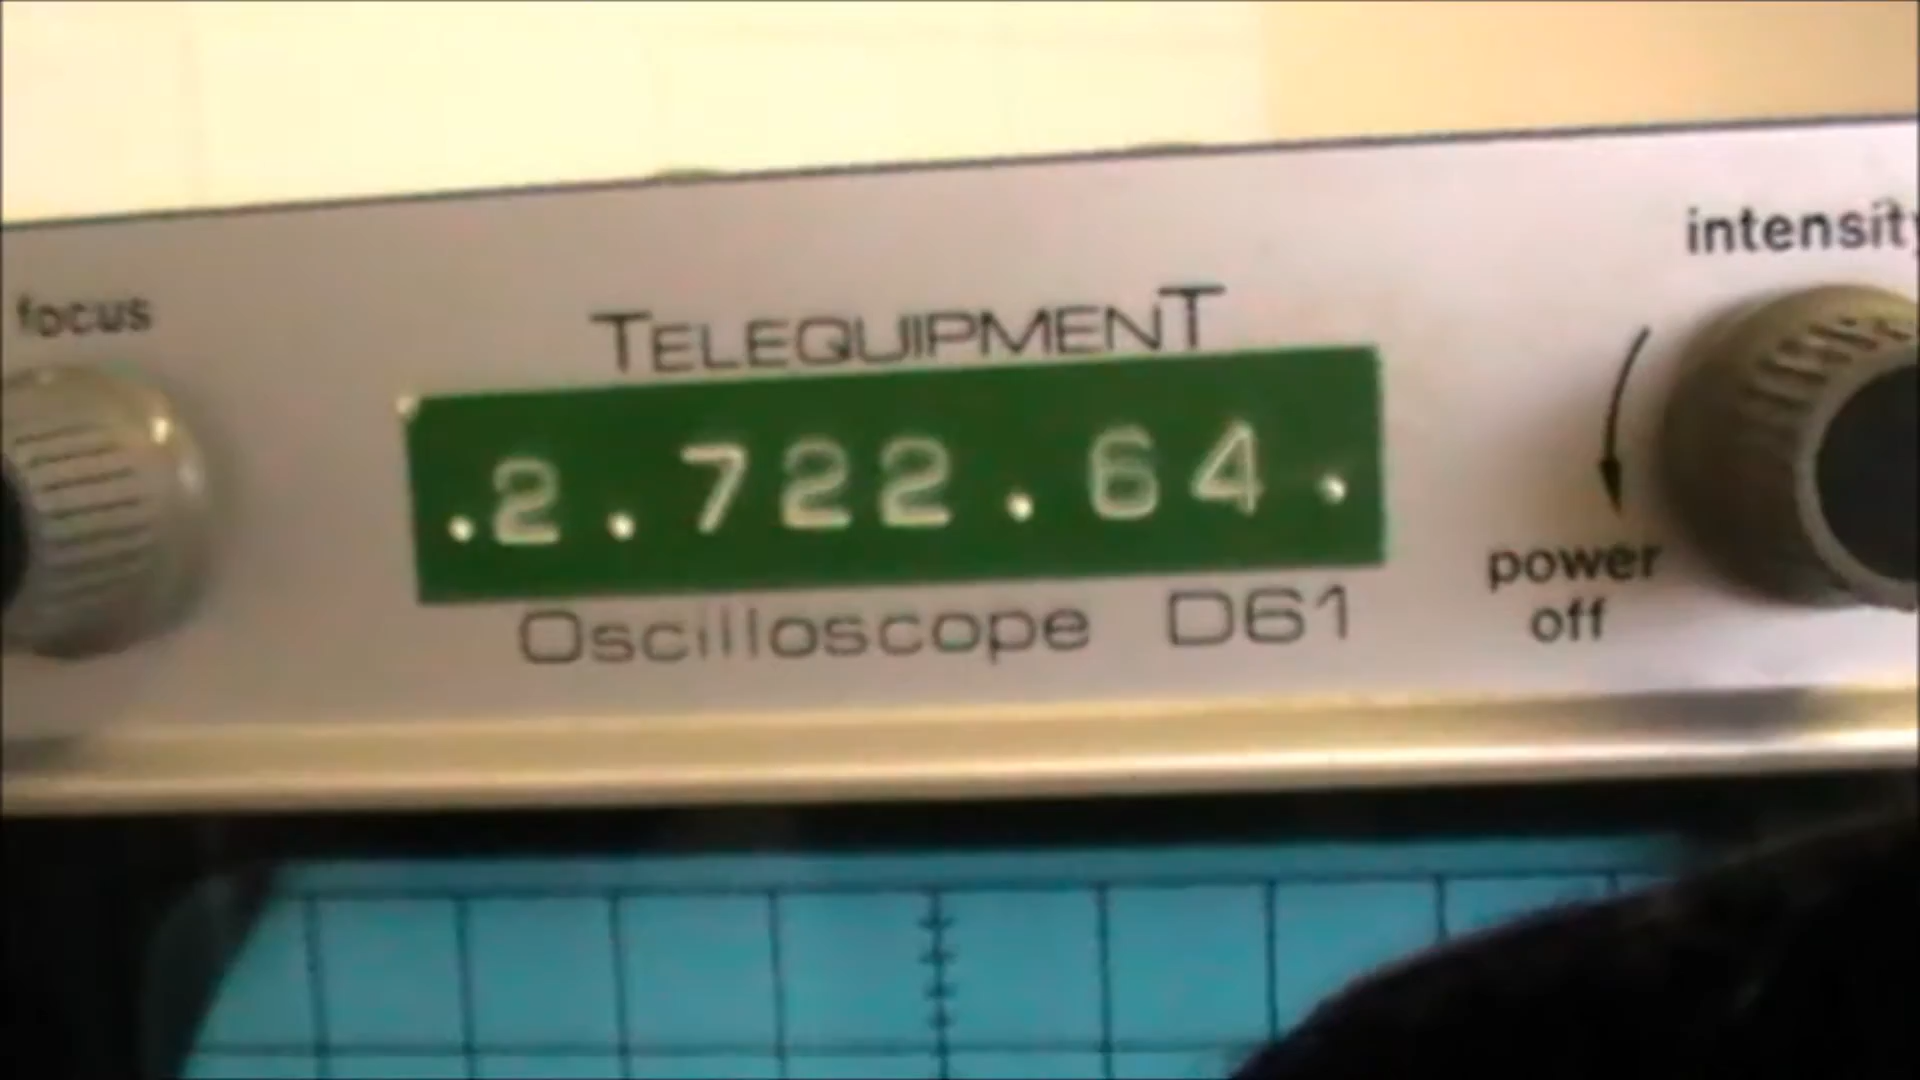 intensity
focus
TELEQUIPMENT
.2.722.64.
Oscilloscope D61
power
off